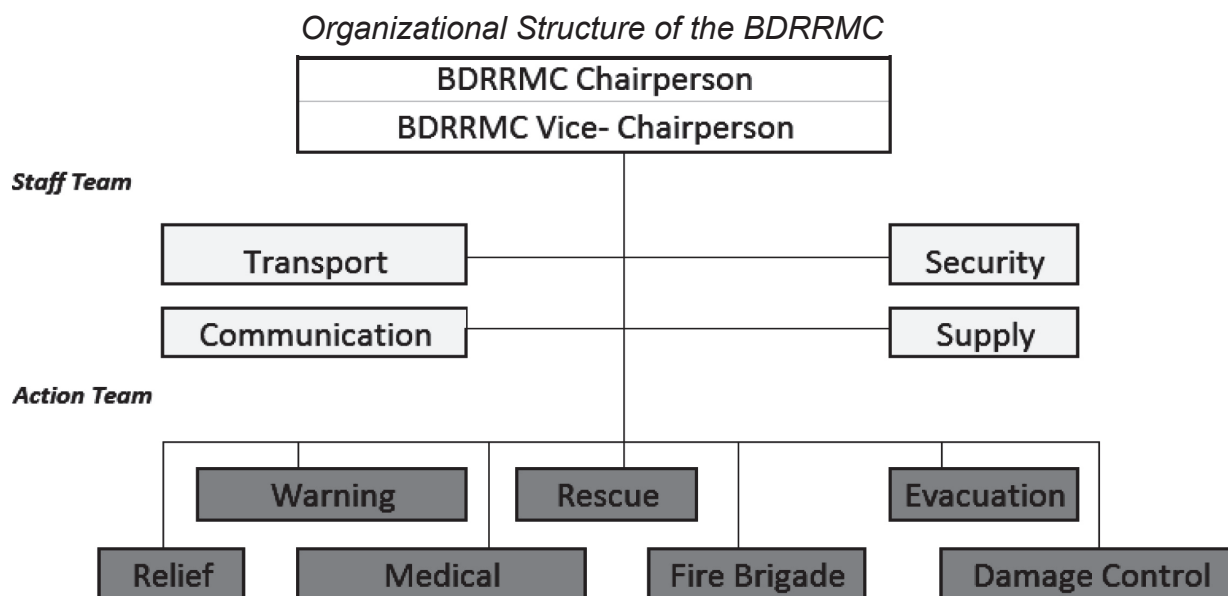 Organizational Structure of the BDRRMC
BDRRMC Chairperson
BDRRMC Vice- Chairperson
Staff Team
Transport
Security
Communication
Supply
Action Team
Warning
Rescue
Evacuation
Relief
Medical
Fire Brigade
Damage Control